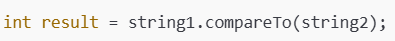 int result = string1.compareTo(string2);